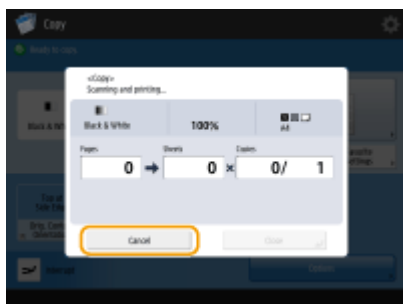 Copy
Ready to copy.
<Copy>
Scanning and printing...
Black & White
100%
A4
Pages
Sheets
Copies
0 → 0 × 0/ 1
Cancel
Close
Interrupt
Options